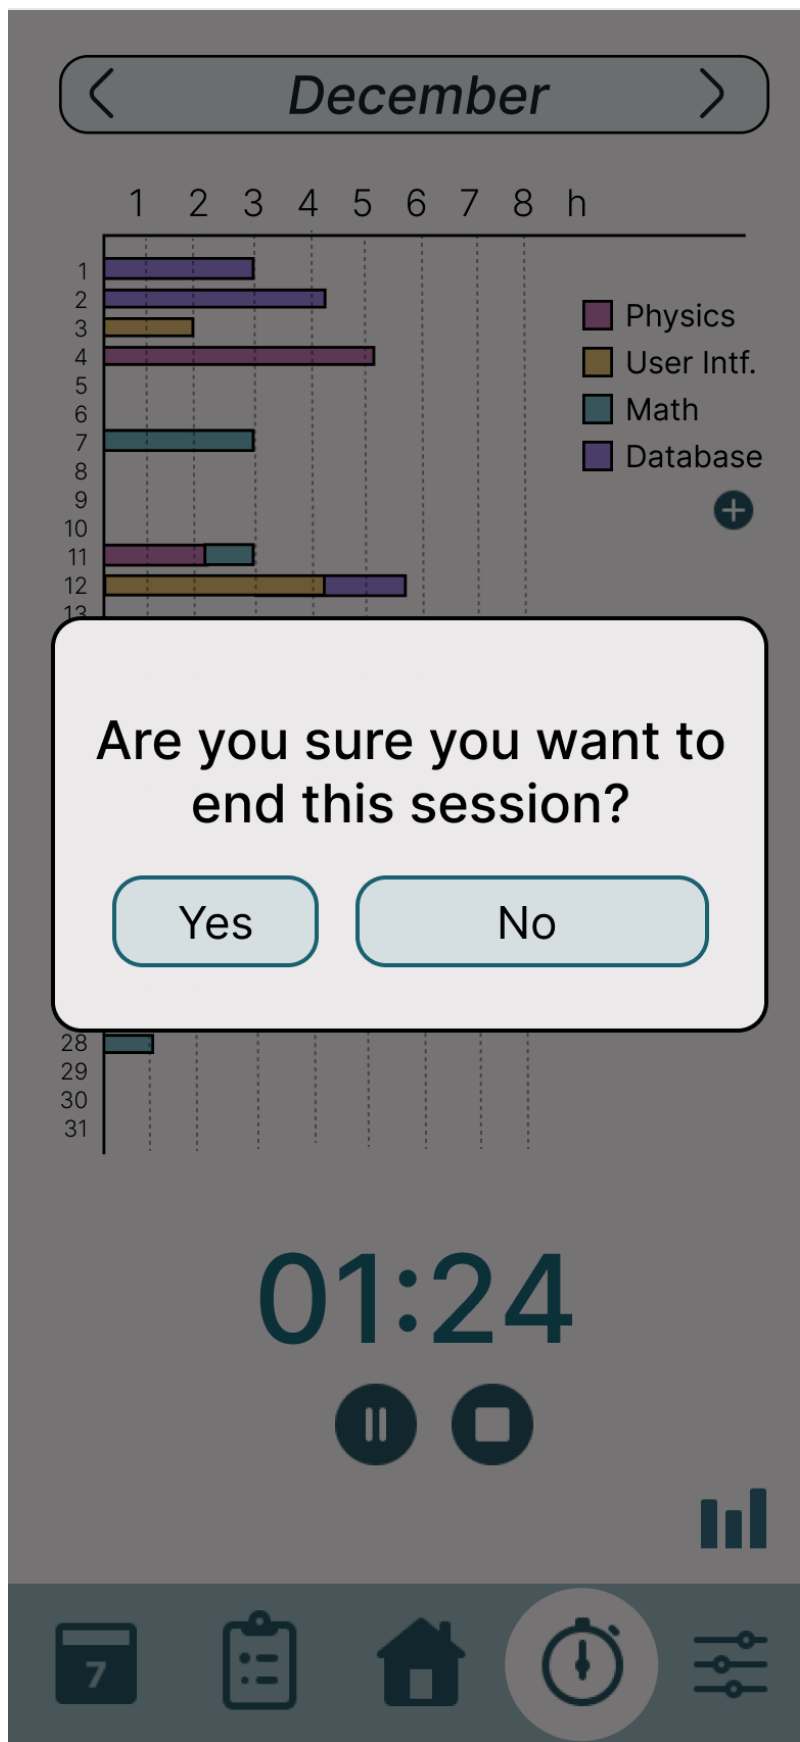 December
1 2 3 4 5 6 7 8 h
1
2
3
4
5
6
7
8
9
10
11
12
13
Physics
User Intf.
Math
Database
Are you sure you want to
end this session?
Yes No
28
29
30
31
01:24
7